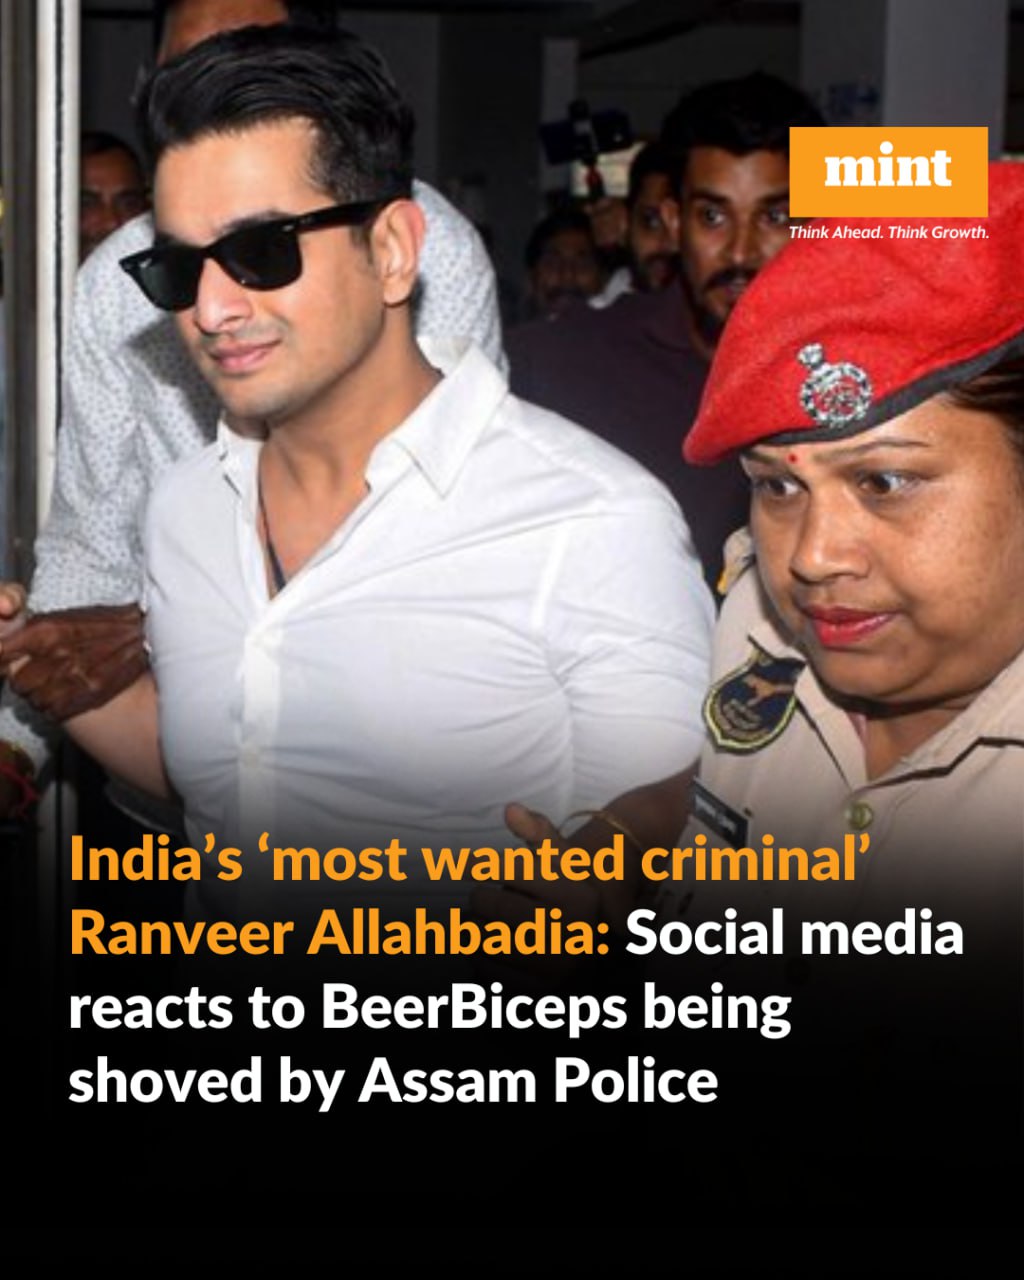 mint
Think Ahead. Think Growth.
India’s ‘most wanted criminal’
Ranveer Allahbadia: Social media
reacts to BeerBiceps being
shoved by Assam Police